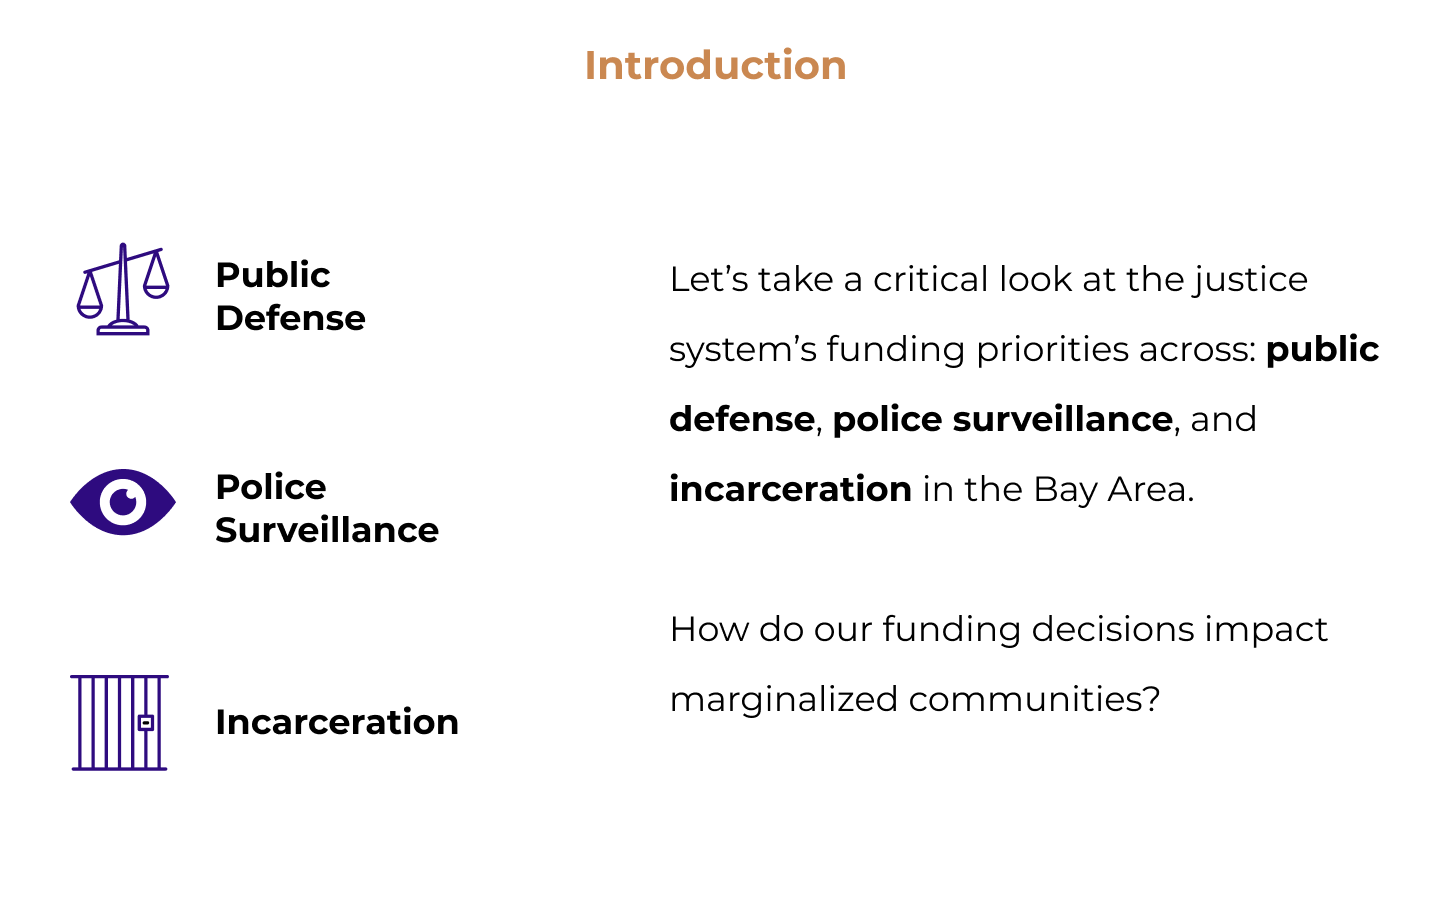 Introduction
Public
Defense
Police
Surveillance
Incarceration
Let’s take a critical look at the justice
system’s funding priorities across: public
defense, police surveillance, and
incarceration in the Bay Area.
How do our funding decisions impact
marginalized communities?